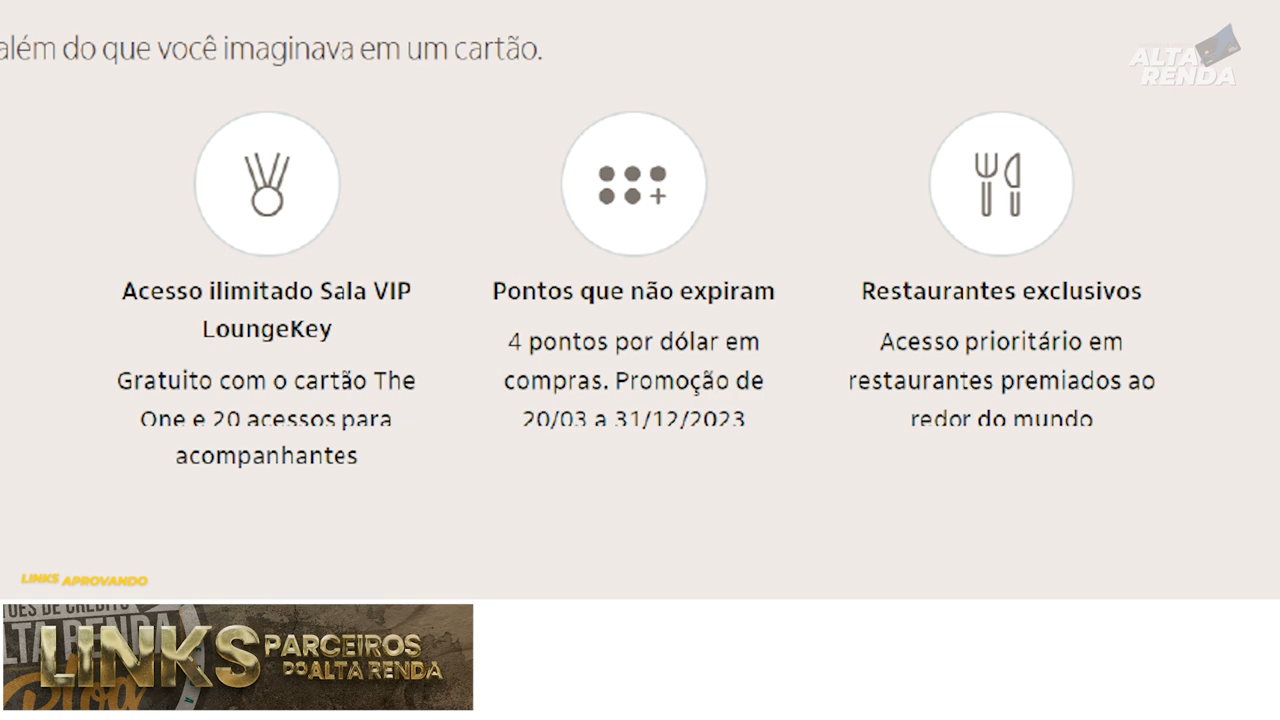 além do que você imaginava em um cartão.
ALTA
RENDA
Acesso ilimitado Sala VIP
LoungeKey
Gratuito com o cartão The
One e 20 acessos para
acompanhantes
Pontos que não expiram
4 pontos por dólar em
compras. Promoção de
20/03 a 31/12/2023
Restaurantes exclusivos
Acesso prioritário em
restaurantes premiados ao
redor do mundo
LINKS APROVANDO
LINKS PARCEIROS
DO ALTA RENDA